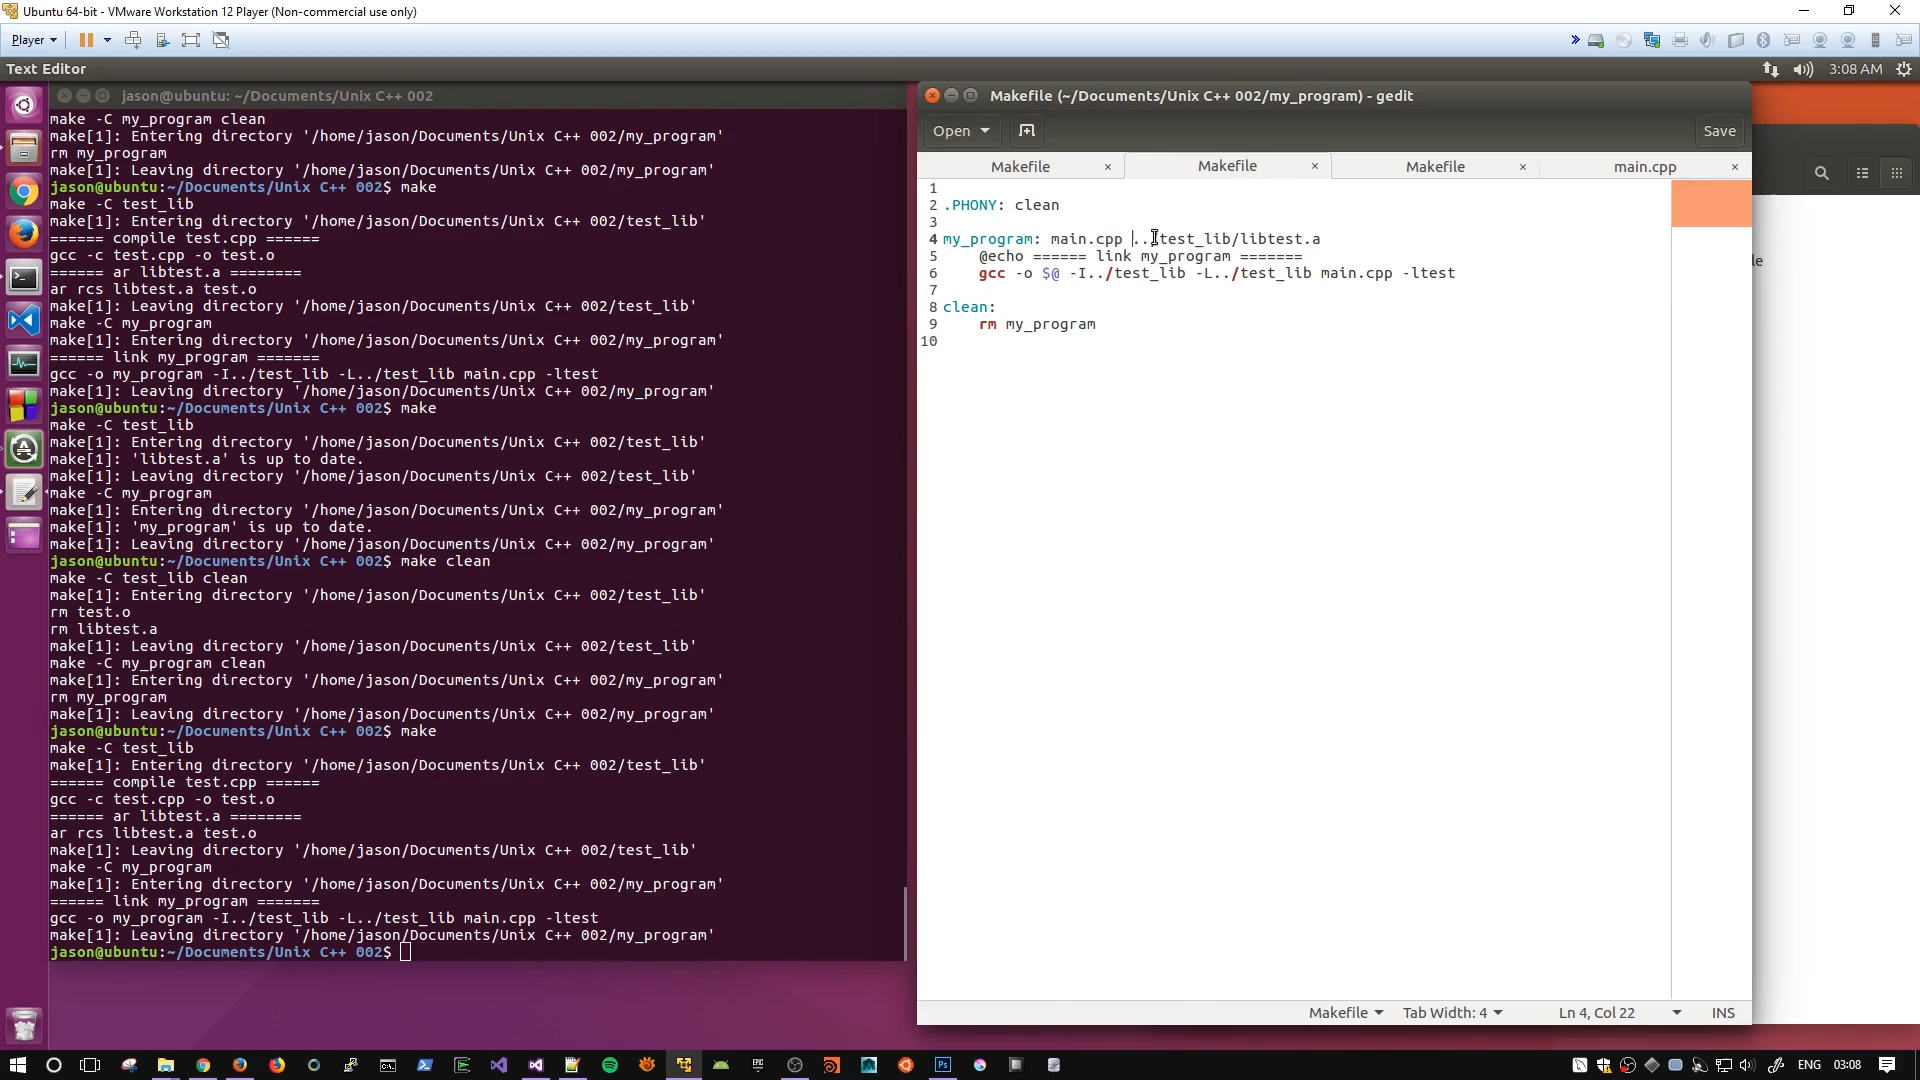 Ubuntu 64-bit - VMware Workstation 12 Player (Non-commercial use only)
Player
Text Editor
3:08 AM
jason@ubuntu: ~/Documents/Unix C++ 002
make -C my_program clean
make[1]: Entering directory '/home/jason/Documents/Unix C++ 002/my_program'
rm my_program
make[1]: Leaving directory '/home/jason/Documents/Unix C++ 002/my_program'
jason@ubuntu:~/Documents/Unix C++ 002$ make
make -C test_lib
make[1]: Entering directory '/home/jason/Documents/Unix C++ 002/test_lib'
====== compile test.cpp ======
gcc -c test.cpp -o test.o
====== ar libtest.a ========
ar rcs libtest.a test.o
make[1]: Leaving directory '/home/jason/Documents/Unix C++ 002/test_lib'
make -C my_program
make[1]: Entering directory '/home/jason/Documents/Unix C++ 002/my_program'
====== link my_program =======
gcc -o my_program -I../test_lib -L../test_lib main.cpp -ltest
make[1]: Leaving directory '/home/jason/Documents/Unix C++ 002/my_program'
jason@ubuntu:~/Documents/Unix C++ 002$ make
make -C test_lib
make[1]: Entering directory '/home/jason/Documents/Unix C++ 002/test_lib'
make[1]: 'libtest.a' is up to date.
make[1]: Leaving directory '/home/jason/Documents/Unix C++ 002/test_lib'
make -C my_program
make[1]: Entering directory '/home/jason/Documents/Unix C++ 002/my_program'
make[1]: 'my_program' is up to date.
make[1]: Leaving directory '/home/jason/Documents/Unix C++ 002/my_program'
jason@ubuntu:~/Documents/Unix C++ 002$ make clean
make -C test_lib clean
make[1]: Entering directory '/home/jason/Documents/Unix C++ 002/test_lib'
rm test.o
rm libtest.a
make[1]: Leaving directory '/home/jason/Documents/Unix C++ 002/test_lib'
make -C my_program clean
make[1]: Entering directory '/home/jason/Documents/Unix C++ 002/my_program'
rm my_program
make[1]: Leaving directory '/home/jason/Documents/Unix C++ 002/my_program'
jason@ubuntu:~/Documents/Unix C++ 002$ make
make -C test_lib
make[1]: Entering directory '/home/jason/Documents/Unix C++ 002/test_lib'
====== compile test.cpp ======
gcc -c test.cpp -o test.o
====== ar libtest.a ========
ar rcs libtest.a test.o
make[1]: Leaving directory '/home/jason/Documents/Unix C++ 002/test_lib'
make -C my_program
make[1]: Entering directory '/home/jason/Documents/Unix C++ 002/my_program'
====== link my_program =======
gcc -o my_program -I../test_lib -L../test_lib main.cpp -ltest
make[1]: Leaving directory '/home/jason/Documents/Unix C++ 002/my_program'
jason@ubuntu:~/Documents/Unix C++ 002$
Makefile (~/Documents/Unix C++ 002/my_program) - gedit
Open
Save
Makefile
Makefile
Makefile
main.cpp
1
2 .PHONY: clean
3
4 my_program: main.cpp ../test_lib/libtest.a
5 @echo ====== link my_program =======
6 gcc -o $@ -I../test_lib -L../test_lib main.cpp -ltest
7
8 clean:
9 rm my_program
10
le
Makefile
Tab Width: 4
Ln 4, Col 22
INS
ENG
03:08